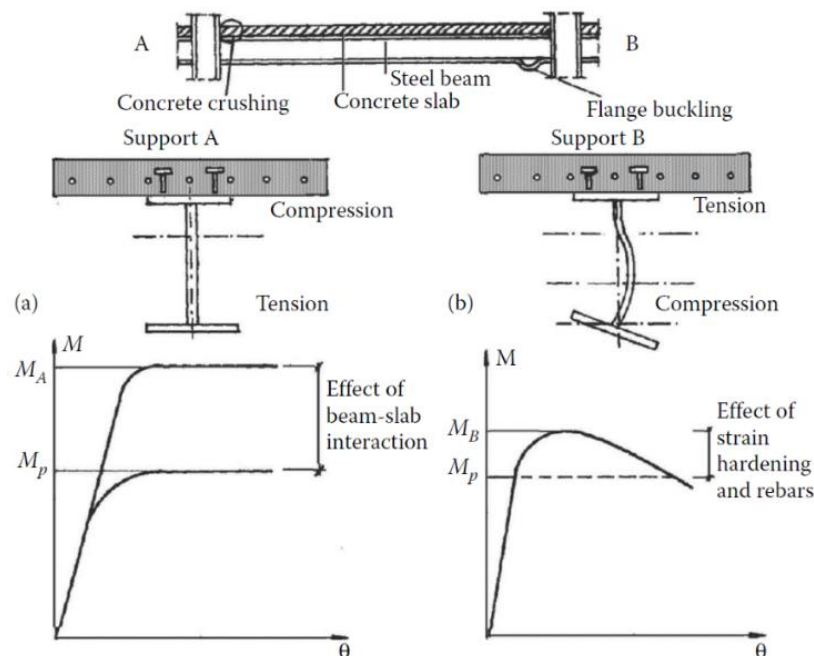 A
B
Steel beam
Concrete crushing
Concrete slab
Flange buckling
Support A
Support B
Compression
Tension
(a)
Tension
(b)
Compression
M
M
M_A
Effect of
beam-slab
interaction
M_p
M_B
Effect of
strain
hardening
and rebars
M_p
θ
θ